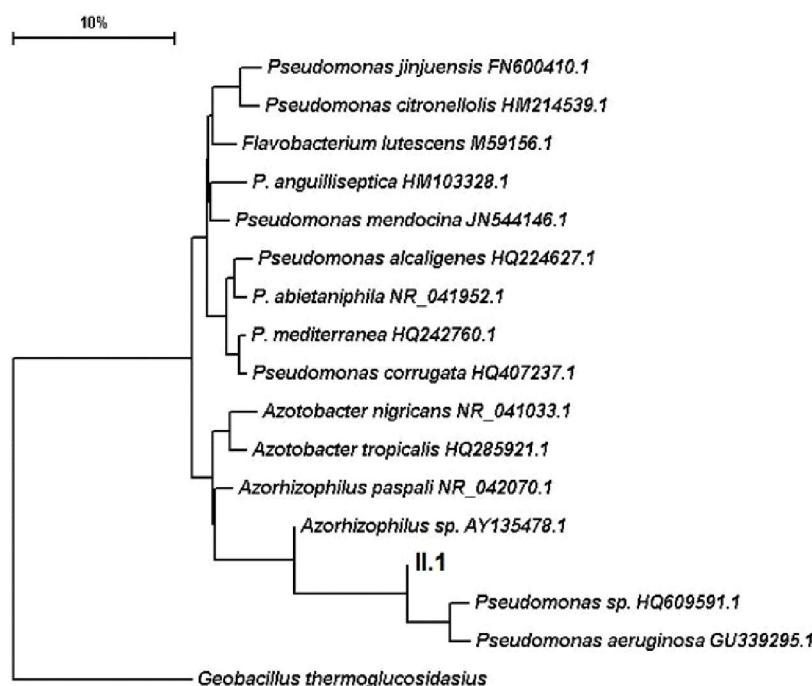 10%
Pseudomonas jinjuensis FN600410.1
Pseudomonas citronellolis HM214539.1
Flavobacterium lutescens M59156.1
P. anguilliseptica HM103328.1
Pseudomonas mendocina JN544146.1
Pseudomonas alcaligenes HQ224627.1
P. abietaniphila NR_041952.1
P. mediterranea HQ242760.1
Pseudomonas corrugata HQ407237.1
Azotobacter nigricans NR_041033.1
Azotobacter tropicalis HQ285921.1
Azorhizophilus paspali NR_042070.1
Azorhizophilus sp. AY135478.1
II.1
Pseudomonas sp. HQ609591.1
Pseudomonas aeruginosa GU339295.1
Geobacillus thermoglucosidasius